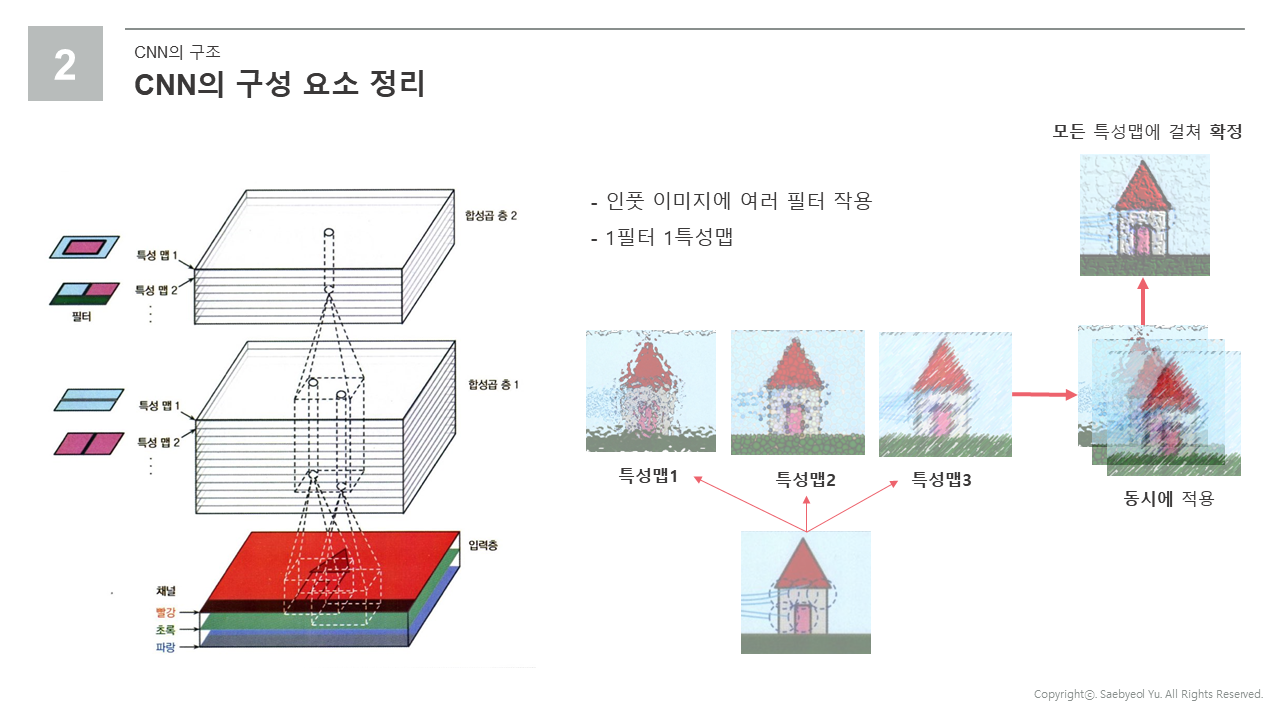 2
CNN의 구조
CNN의 구성 요소 정리
합성곱 층 2
특성 맵 1
특성 맵 2
필터
합성곱 층 1
특성 맵 1
특성 맵 2
입력층
채널
빨강
초록
파랑
- 인풋 이미지에 여러 필터 작용
- 1필터 1특성맵
특성맵1
특성맵2
특성맵3
모든 특성맵에 걸쳐 확정
동시에 적용
Copyrightⓒ. Saebyeol Yu. All Rights Reserved.